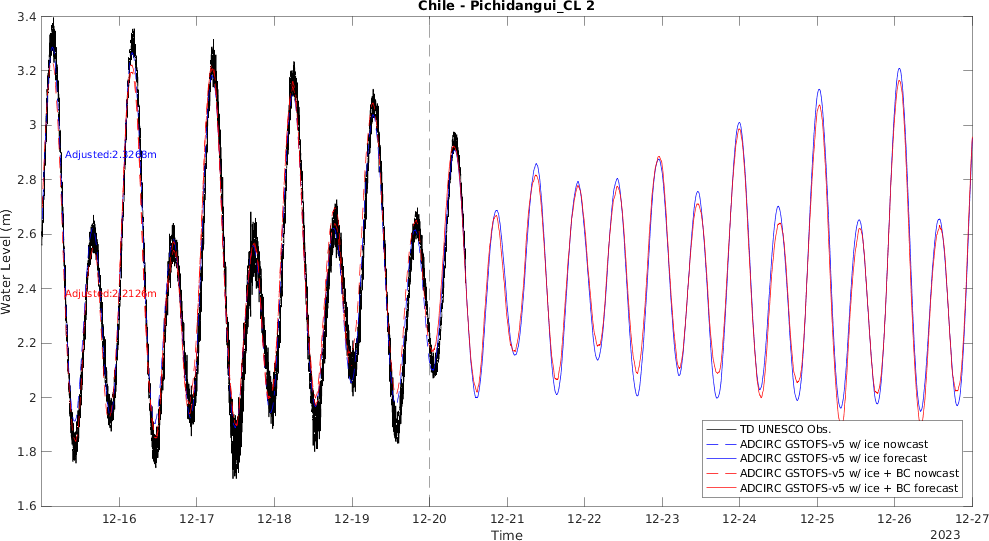 Chile - Pichidangui_CL 2
Water Level (m)
3.4
3.2
3
2.8
2.6
2.4
2.2
2
1.8
1.6
Adjusted:2.3268m
Adjusted:2.2126m
TD UNESCO Obs.
ADCIRC GSTOFS-v5 w/ ice nowcast
ADCIRC GSTOFS-v5 w/ ice forecast
ADCIRC GSTOFS-v5 w/ ice + BC nowcast
ADCIRC GSTOFS-v5 w/ ice + BC forecast
12-16 12-17 12-18 12-19 12-20 12-21 12-22 12-23 12-24 12-25 12-26 12-27
Time
2023